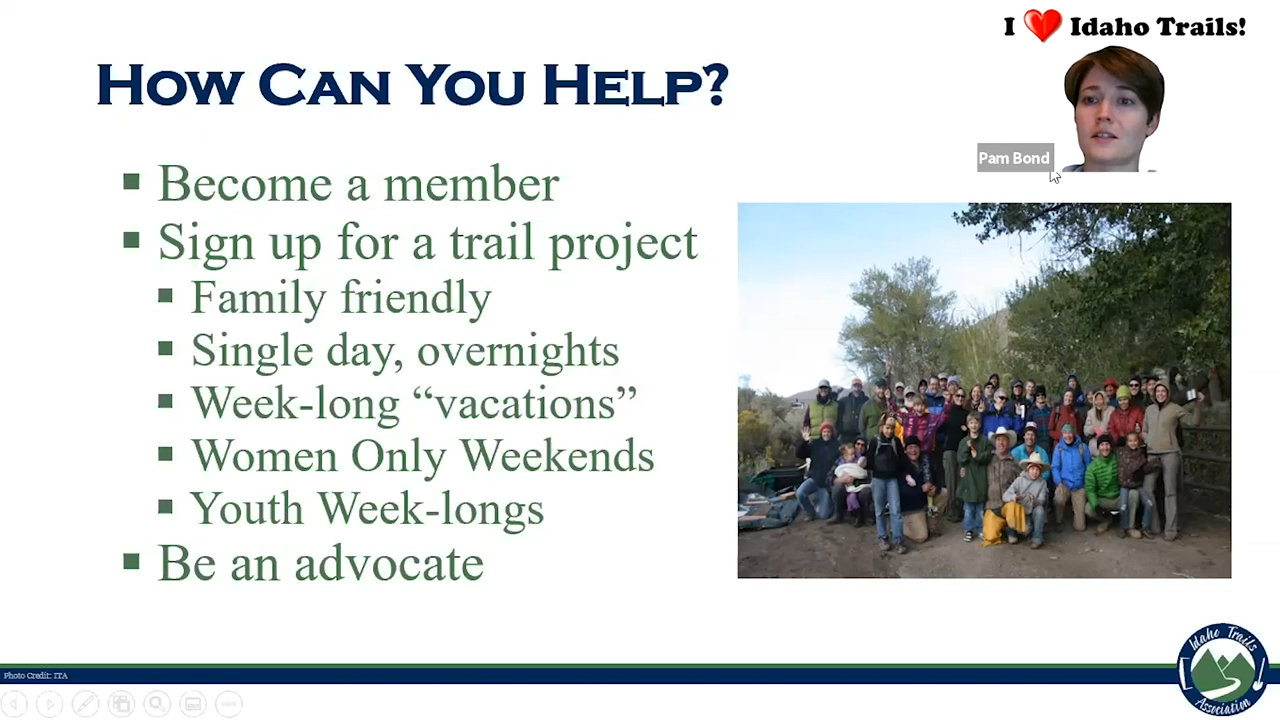 I ❤ Idaho Trails!
How Can You Help?
Pam Bond
▪ Become a member
▪ Sign up for a trail project
▪ Family friendly
▪ Single day, overnights
▪ Week-long “vacations”
▪ Women Only Weekends
▪ Youth Week-longs
▪ Be an advocate
Photo Credit: ITA
Idaho Trails
Association